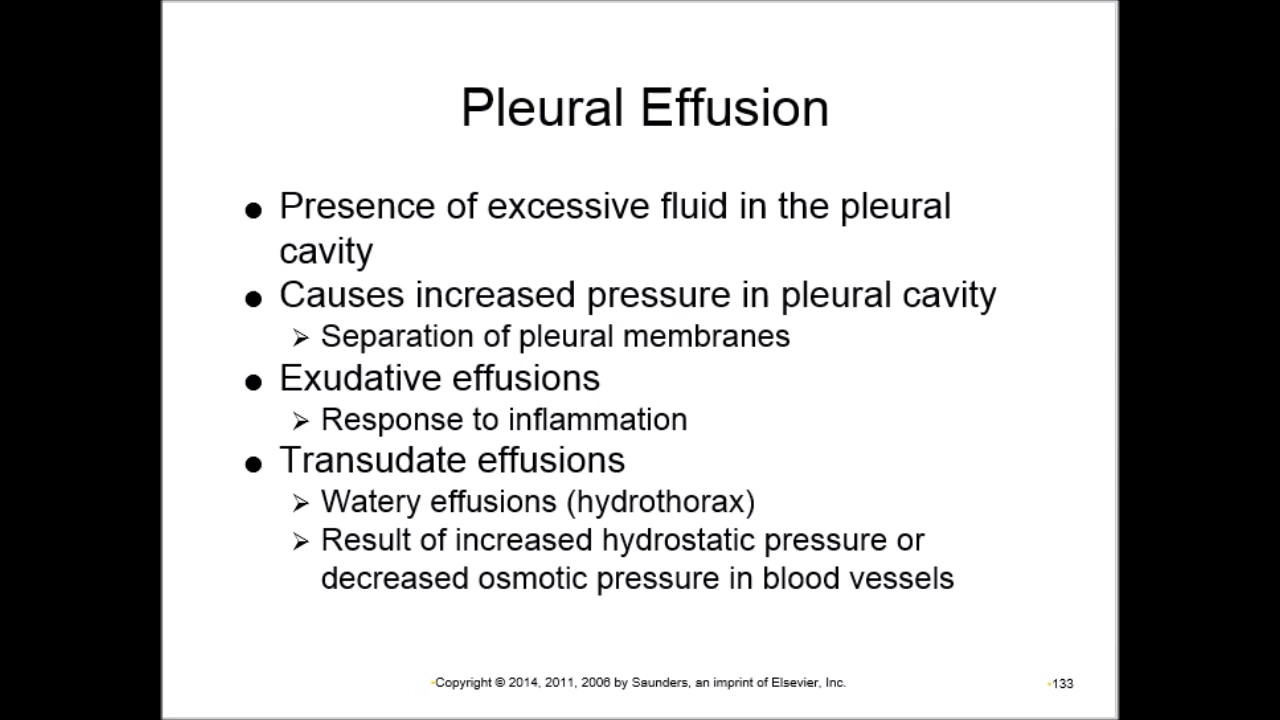 Pleural Effusion
● Presence of excessive fluid in the pleural
cavity
● Causes increased pressure in pleural cavity
➢ Separation of pleural membranes
● Exudative effusions
➢ Response to inflammation
● Transudate effusions
➢ Watery effusions (hydrothorax)
➢ Result of increased hydrostatic pressure or
decreased osmotic pressure in blood vessels
Copyright © 2014, 2011, 2006 by Saunders, an imprint of Elsevier, Inc.
133